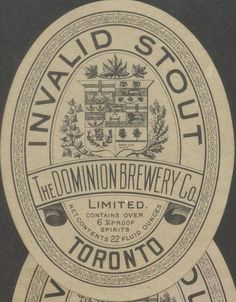 INVALID STOUT
THE DOMINION BREWERY CO.
LIMITED.
CONTAINS OVER
6 % PROOF
SPIRITS
NET CONTENTS 22 FLUID OUNCES
TORONTO